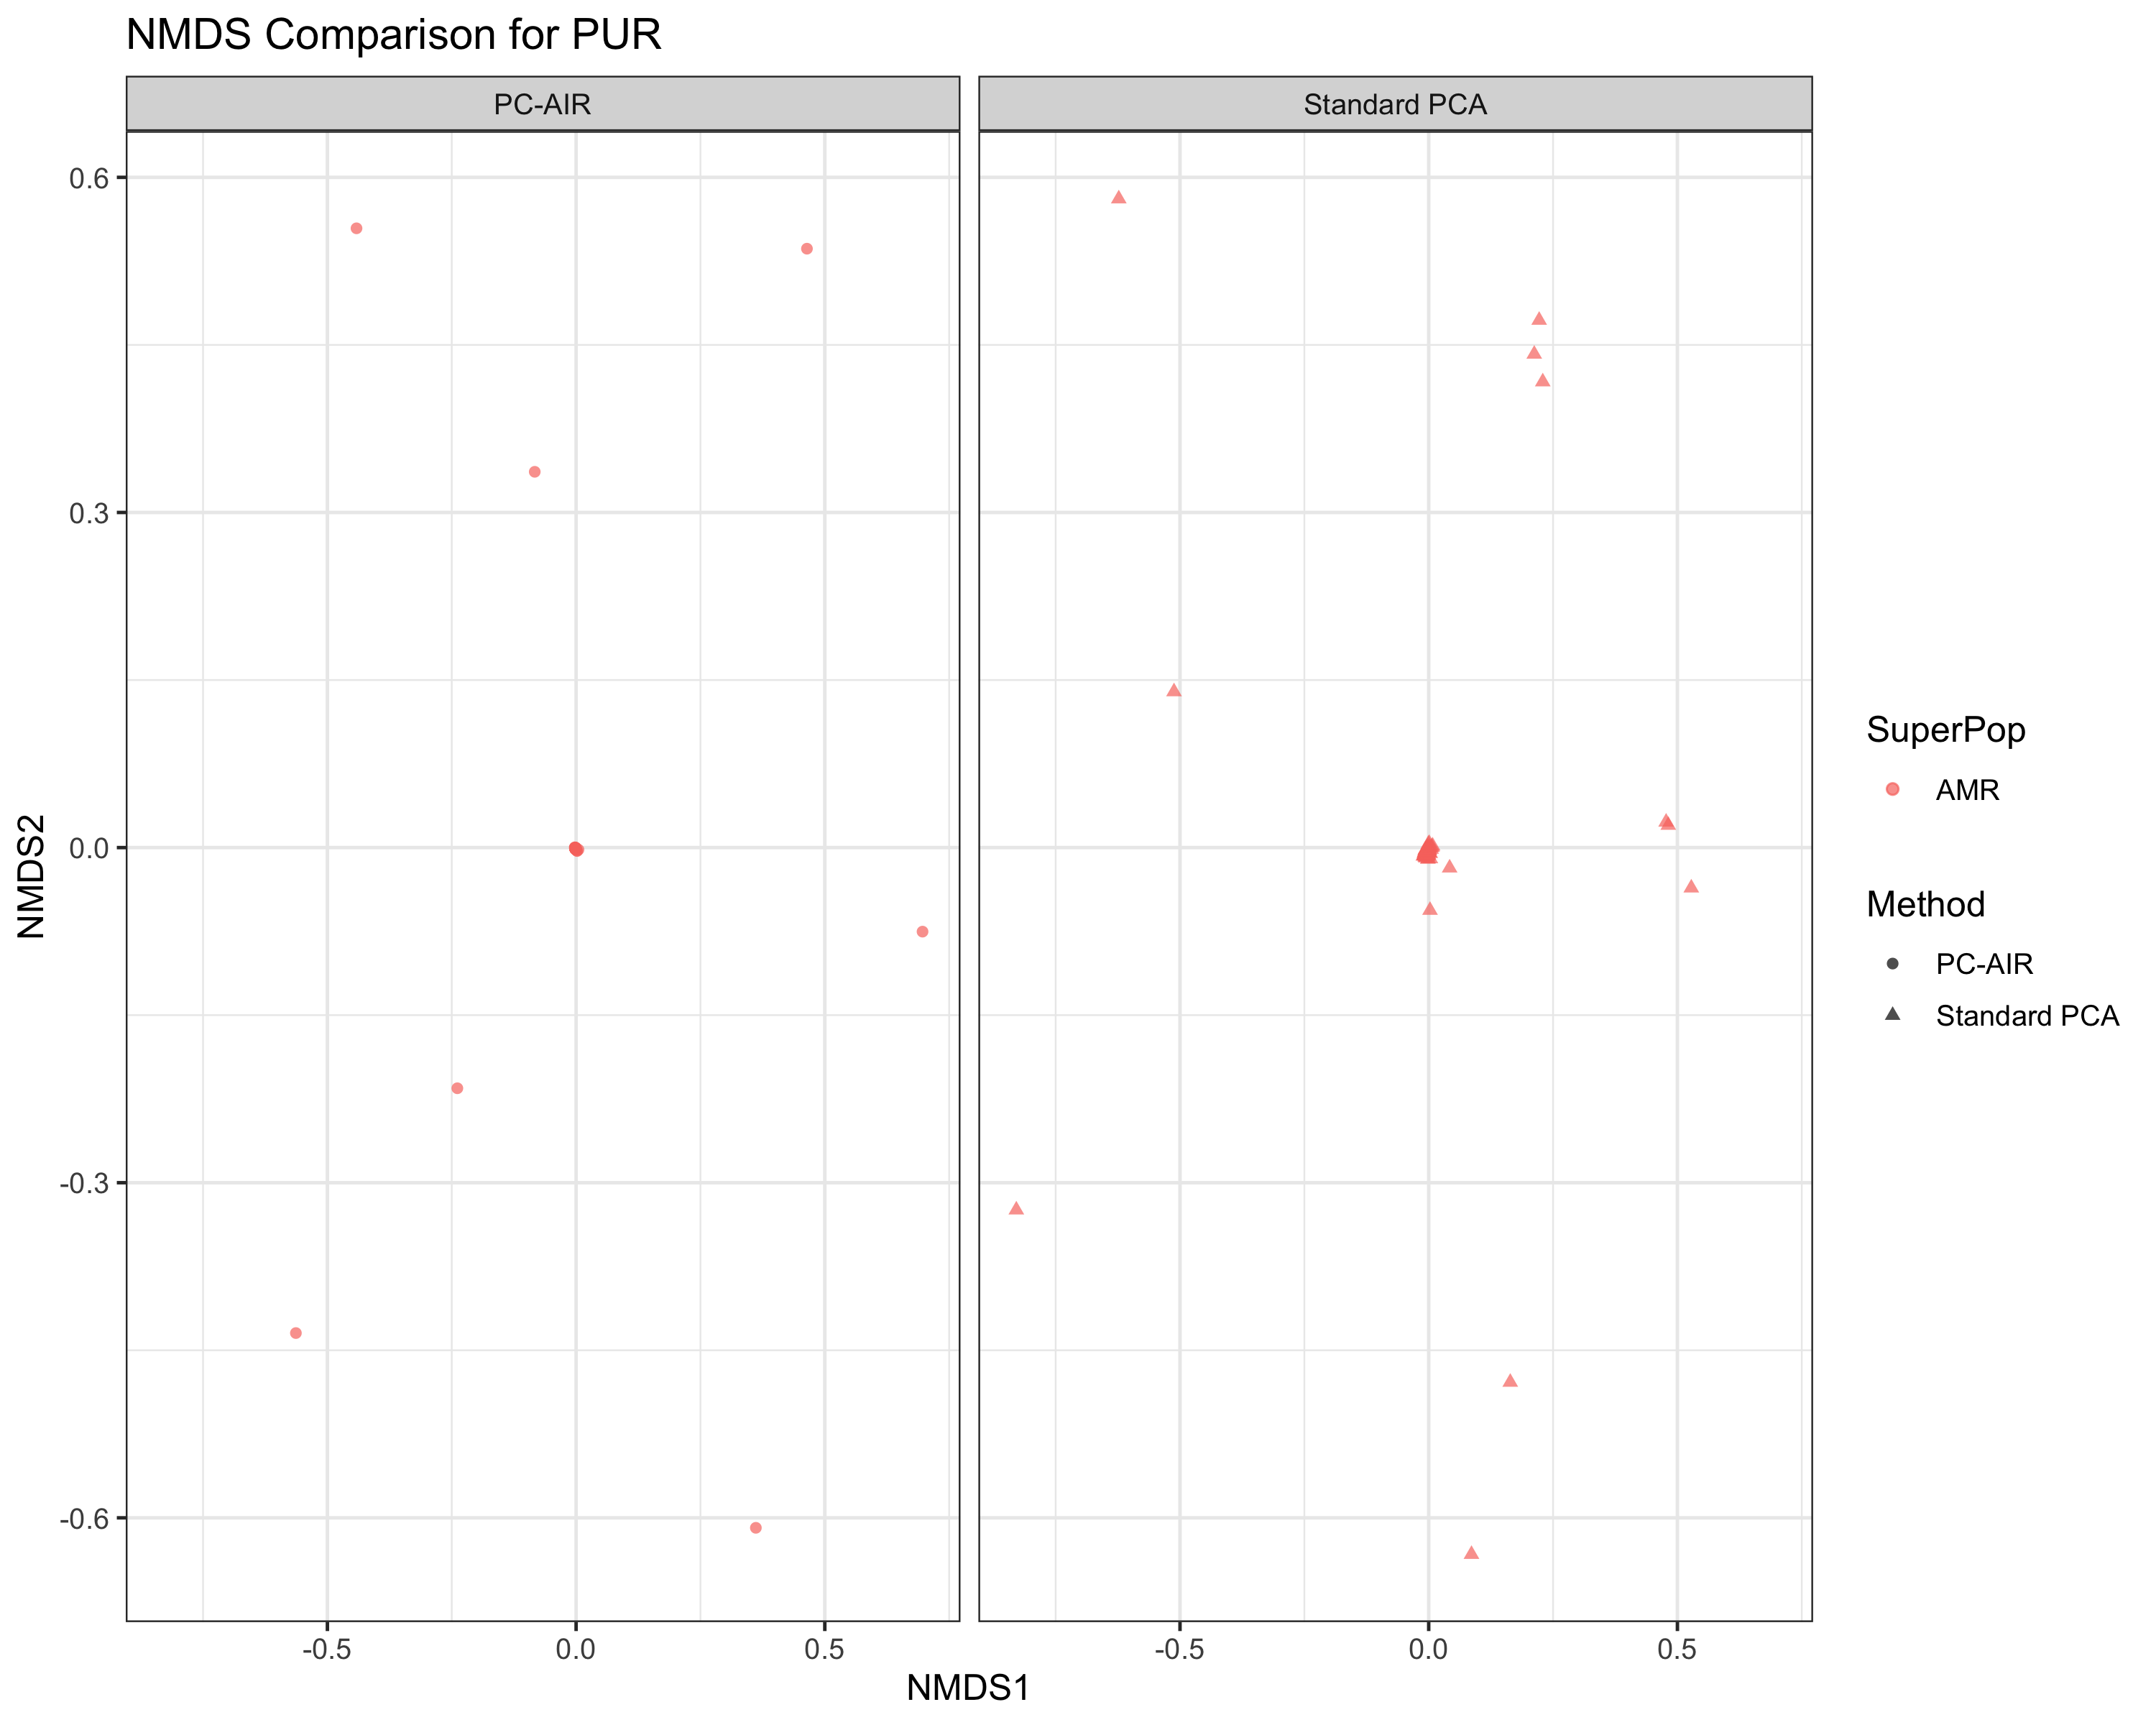 NMDS Comparison for PUR
PC-AIR
Standard PCA
0.6
0.3
0.0
-0.3
-0.6
NMDS2
-0.5
0.0
0.5
-0.5
0.0
0.5
NMDS1
SuperPop
AMR
Method
PC-AIR
Standard PCA